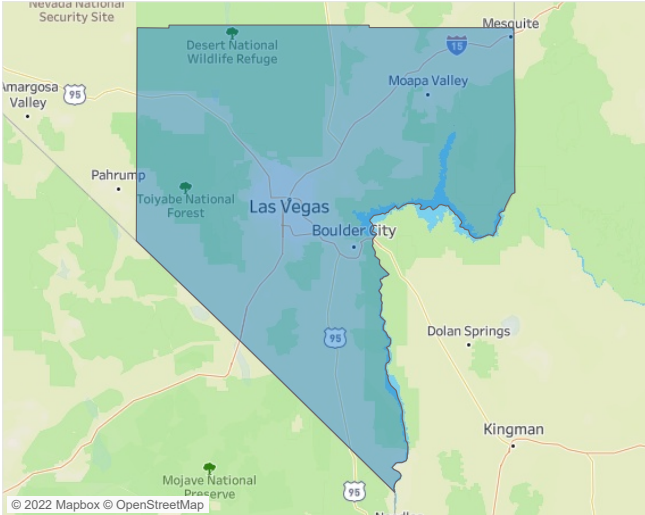 Nevada National
Security Site
Mesquite
Desert National
Wildlife Refuge
15
Moapa Valley
Amargosa
Valley
95
Pahrump
Toiyabe National
Forest
Las Vegas
Boulder City
95
Dolan Springs
Kingman
Mojave National
Preserve
95
© 2022 Mapbox © OpenStreetMap